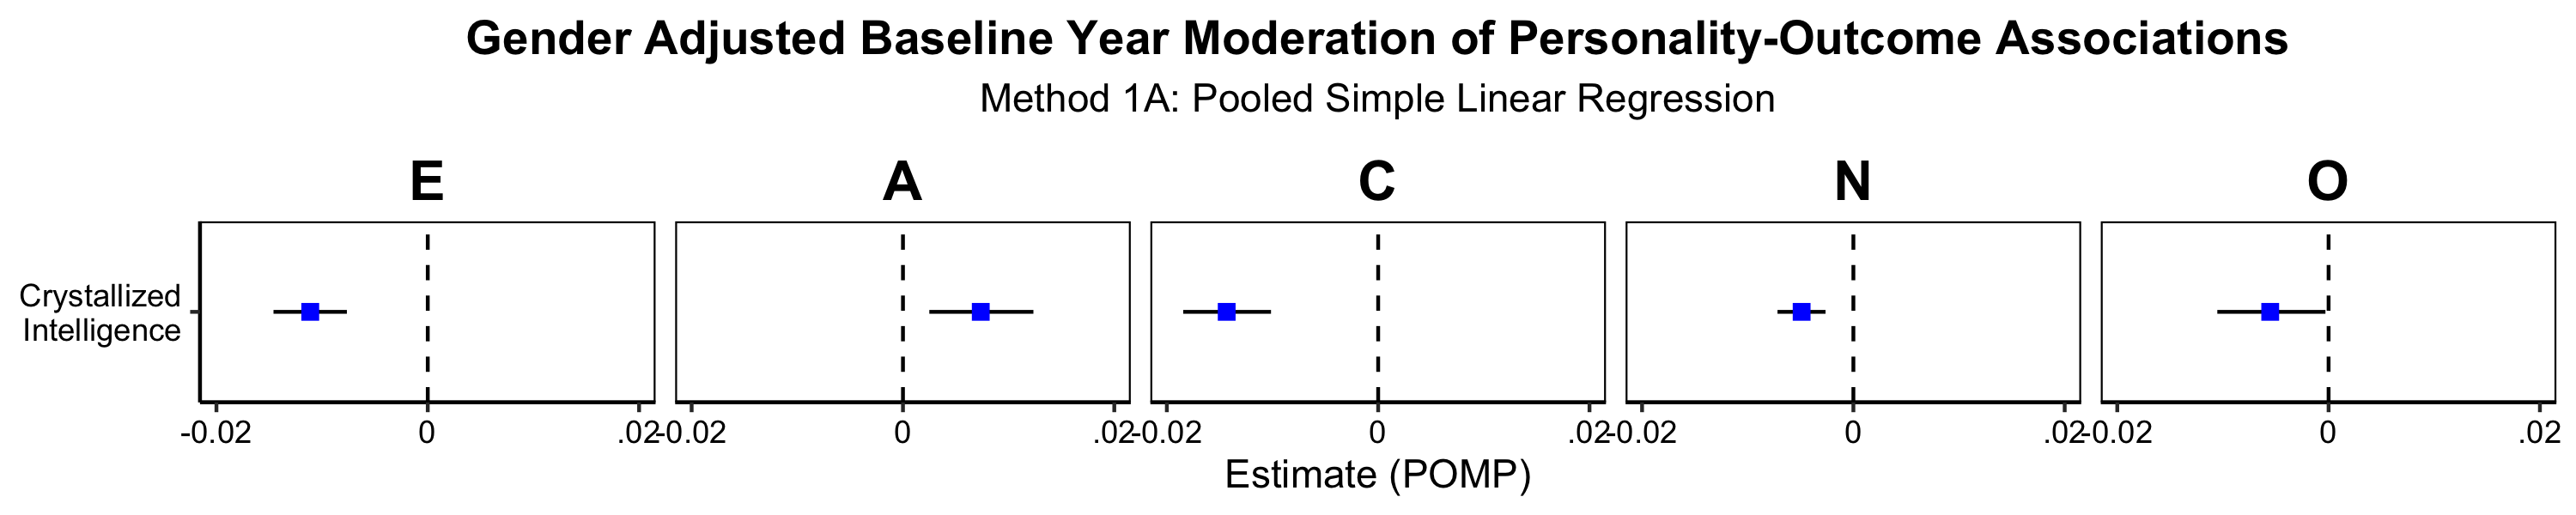 Gender Adjusted Baseline Year Moderation of Personality-Outcome Associations
Method 1A: Pooled Simple Linear Regression
E A C N O
Crystallized
Intelligence
-0.02 0 .02 -0.02 0 .02 -0.02 0 .02 -0.02 0 .02 -0.02 0 .02
Estimate (POMP)